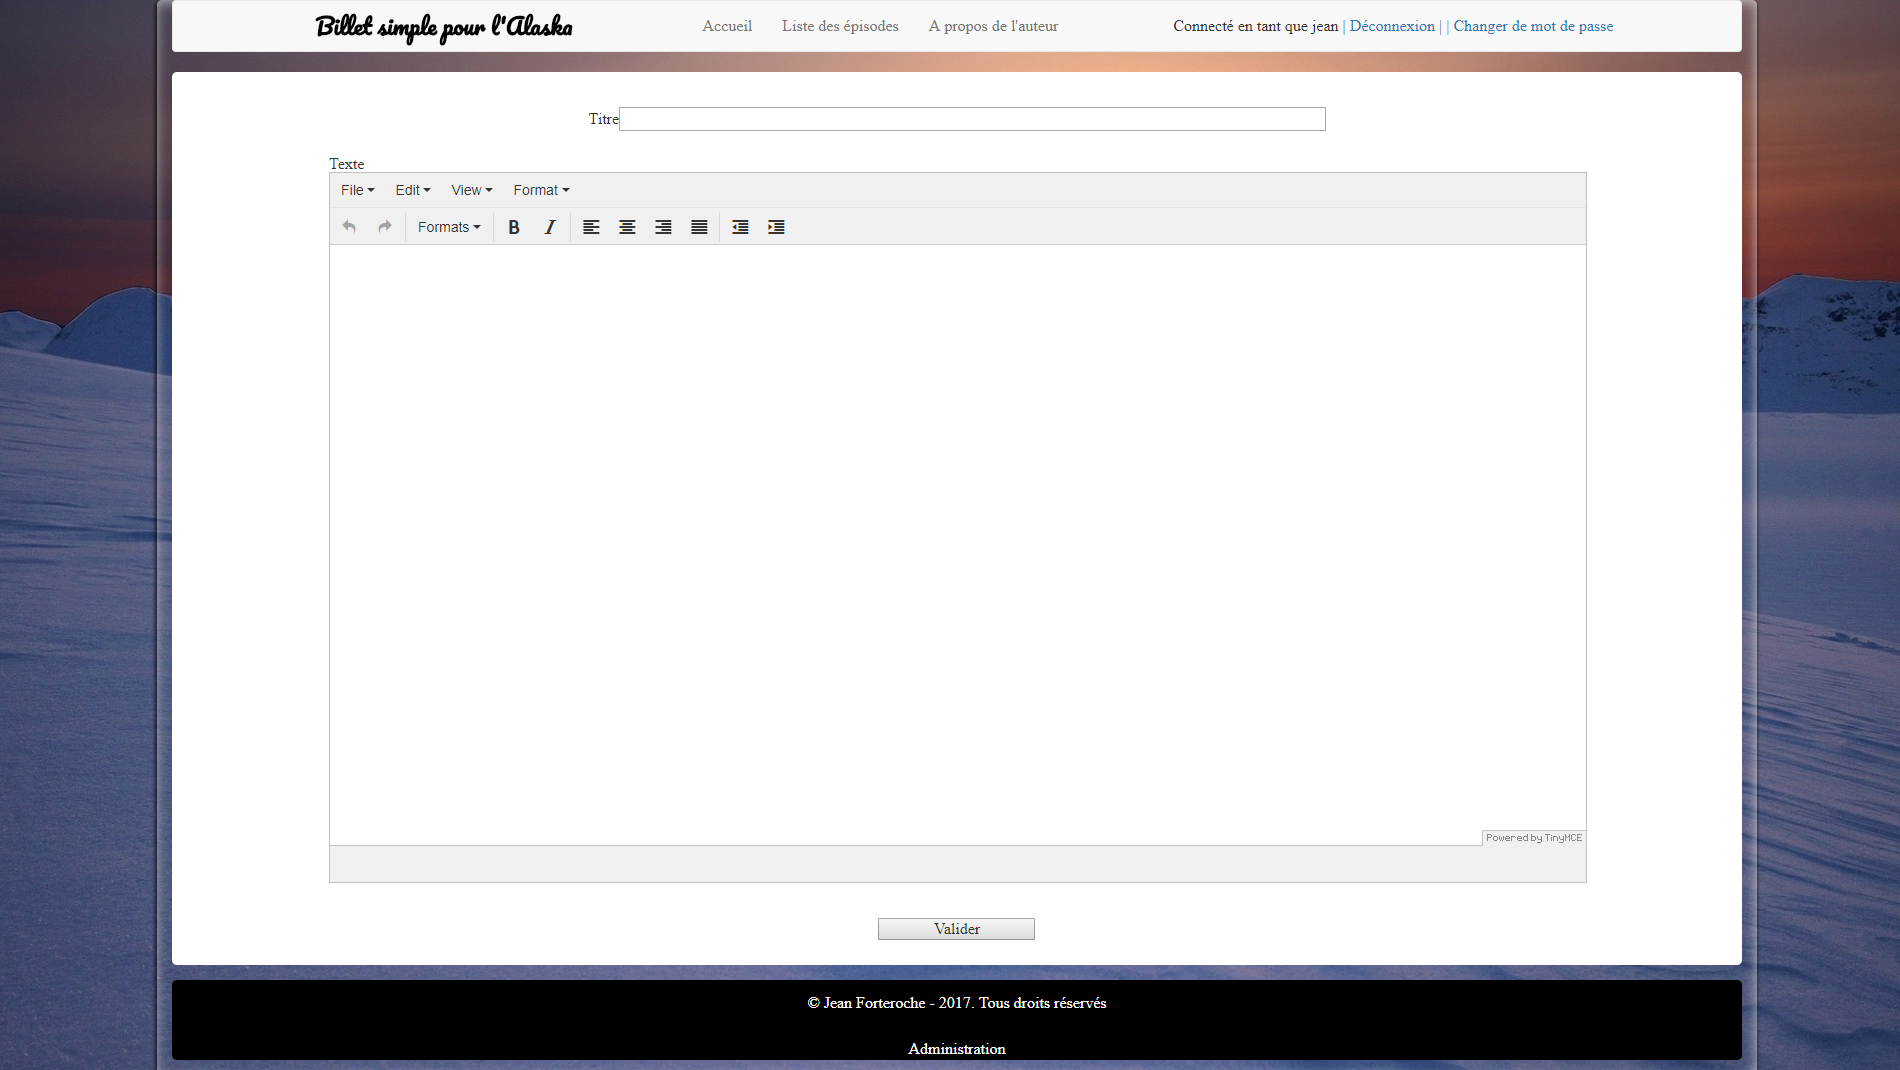 Billet simple pour l'Alaska
Accueil
Liste des épisodes
A propos de l'auteur
Connecté en tant que jean | Déconnexion | | Changer de mot de passe
Titre
Texte
File
Edit
View
Format
Formats
B
I
Powered by TinyMCE
Valider
© Jean Forteroche - 2017. Tous droits réservés
Administration